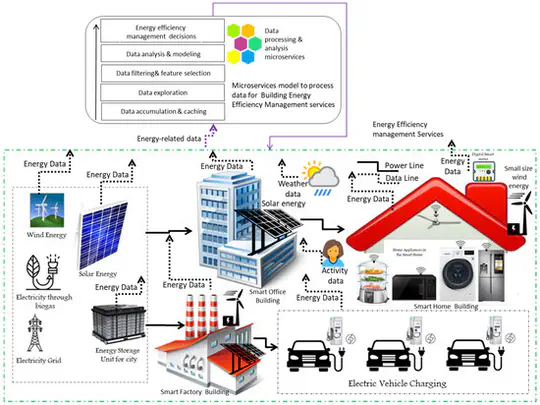 Energy efficiency
management decisions
Data analysis & modeling
Data filtering& feature selection
Data exploration
Data accumulation & caching
Data
processing &
analysis
microservices
Microservices model to process
data for Building Energy
Efficiency Management services
Energy-related data
Energy Efficiency
management Services
Energy Data
Energy Data
Energy Data
Weather
data
Solar
energy
Power Line
Data Line
Energy Data
Energy
Data
Digital Smart
meter
Small size
wind
energy
Wind Energy
Solar Energy
Energy Data
Electricity through
biogas
Energy Data
Electricity Grid
Energy Storage
Unit for city
Smart Office
Building
Activity
data
Energy Data
Home Appliances in
the Smart Home
Smart Home Building
Smart Factory Building
Electric Vehicle Charging